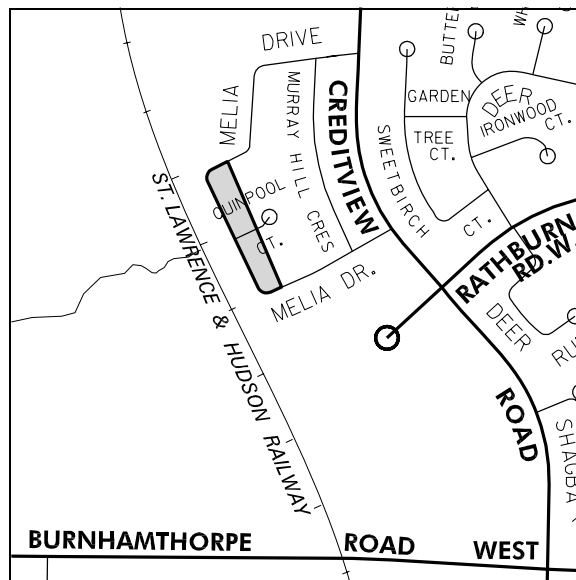 DRIVE
MELIA
MURRAY HILL CRES
CREDITVIEW
GARDEN
TREE
CT.
SWEETBIRCH
CT.
DEER
IRONWOOD
CT.
QUINPOOL
CT.
MELIA DR.
ST. LAWRENCE & HUDSON RAILWAY
RATHBURN
RD.W.
DEER
ROAD
BURNHAMTHORPE ROAD WEST